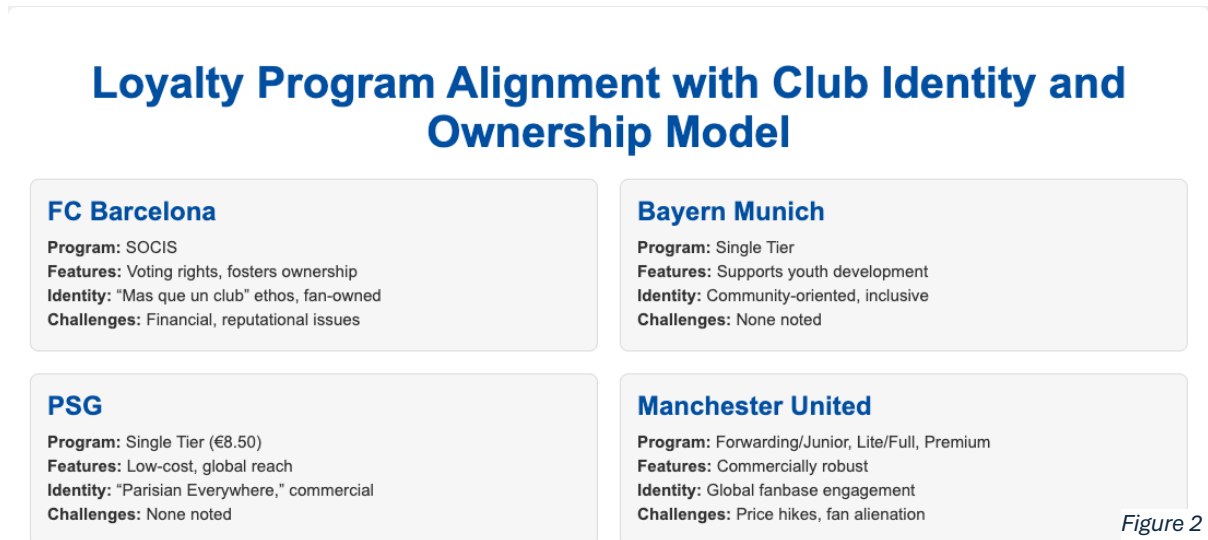 Loyalty Program Alignment with Club Identity and
Ownership Model
FC Barcelona
Program: SOCIS
Features: Voting rights, fosters ownership
Identity: “Mas que un club” ethos, fan-owned
Challenges: Financial, reputational issues
Bayern Munich
Program: Single Tier
Features: Supports youth development
Identity: Community-oriented, inclusive
Challenges: None noted
PSG
Program: Single Tier (€8.50)
Features: Low-cost, global reach
Identity: “Parisian Everywhere,” commercial
Challenges: None noted
Manchester United
Program: Forwarding/Junior, Lite/Full, Premium
Features: Commercially robust
Identity: Global fanbase engagement
Challenges: Price hikes, fan alienation
Figure 2